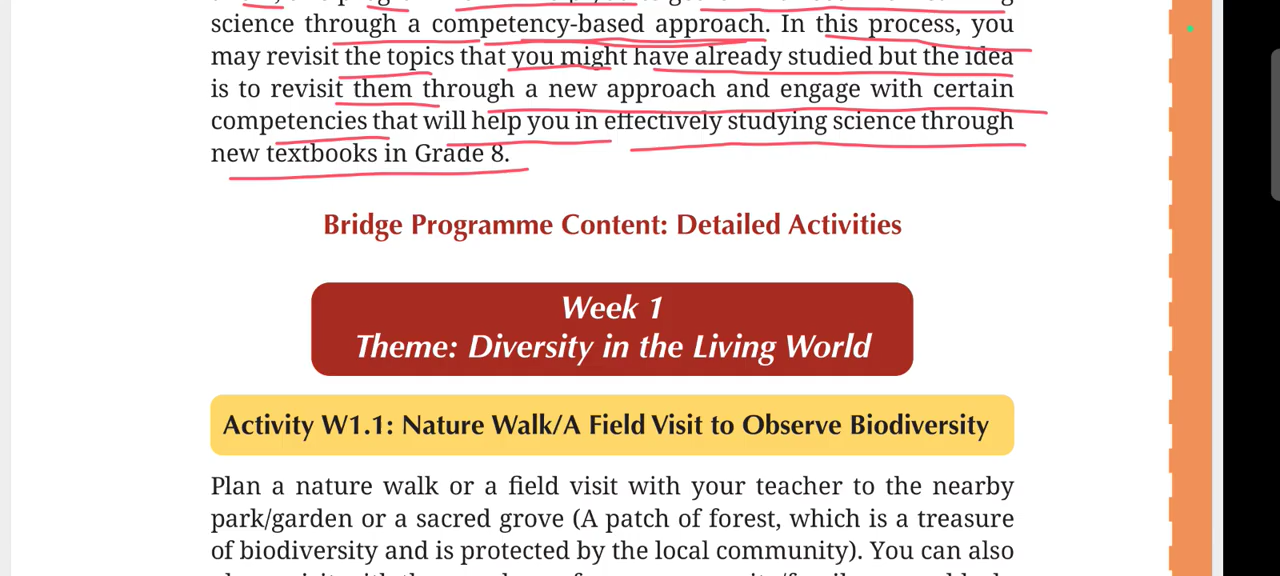 science through a competency-based approach. In this process, you
may revisit the topics that you might have already studied but the idea
is to revisit them through a new approach and engage with certain
competencies that will help you in effectively studying science through
new textbooks in Grade 8.
Bridge Programme Content: Detailed Activities
Week 1
Theme: Diversity in the Living World
Activity W1.1: Nature Walk/A Field Visit to Observe Biodiversity
Plan a nature walk or a field visit with your teacher to the nearby
park/garden or a sacred grove (A patch of forest, which is a treasure
of biodiversity and is protected by the local community). You can also